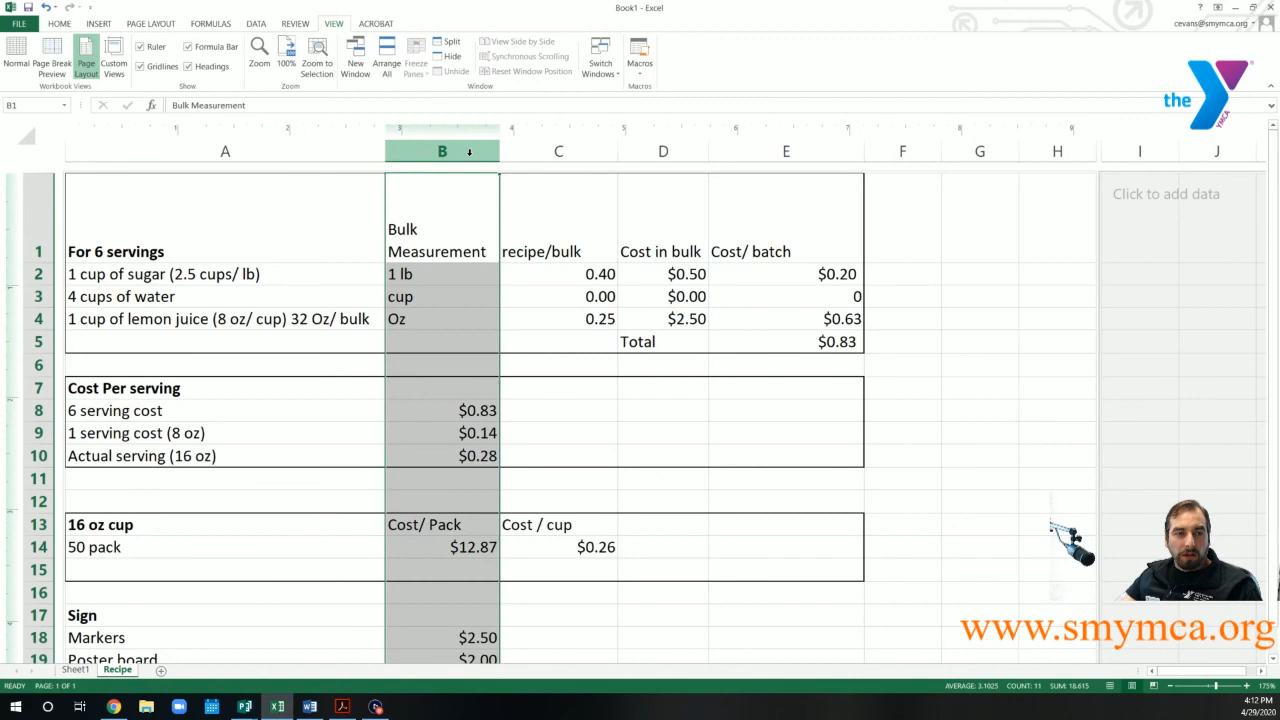 Book1 - Excel
FILE HOME INSERT PAGE LAYOUT FORMULAS DATA REVIEW VIEW ACROBAT
cevans@smymca.org
Normal Page Break Preview Page Layout Custom Views
Workbook Views
Ruler Formula Bar
Gridlines Headings
Show
Zoom 100% Zoom to Selection
Zoom
New Window Arrange All Freeze Panes
Split
Hide
Unhide
View Side by Side
Synchronous Scrolling
Reset Window Position
Window
Switch Windows
Macros
Macros
the YMCA
B1 fx Bulk Measurement
1 2 3 4 5 6 7 8 9
A B C D E F G H I J
Click to add data
Bulk
1 For 6 servings Measurement recipe/bulk Cost in bulk Cost/ batch
2 1 cup of sugar (2.5 cups/ lb) 1 lb 0.40 $0.50 $0.20
3 4 cups of water cup 0.00 $0.00 0
4 1 cup of lemon juice (8 oz/ cup) 32 Oz/ bulk Oz 0.25 $2.50 $0.63
5 Total $0.83
6
7 Cost Per serving
8 6 serving cost $0.83
9 1 serving cost (8 oz) $0.14
10 Actual serving (16 oz) $0.28
11
12
13 16 oz cup Cost/ Pack Cost / cup
14 50 pack $12.87 $0.26
15
16
17 Sign
18 Markers $2.50
19 Poster board $2.00
www.smymca.org
Sheet1 Recipe
READY PAGE: 1 OF 1 AVERAGE: 3.1025 COUNT: 11 SUM: 18.615 175%
4:12 PM
4/29/2020